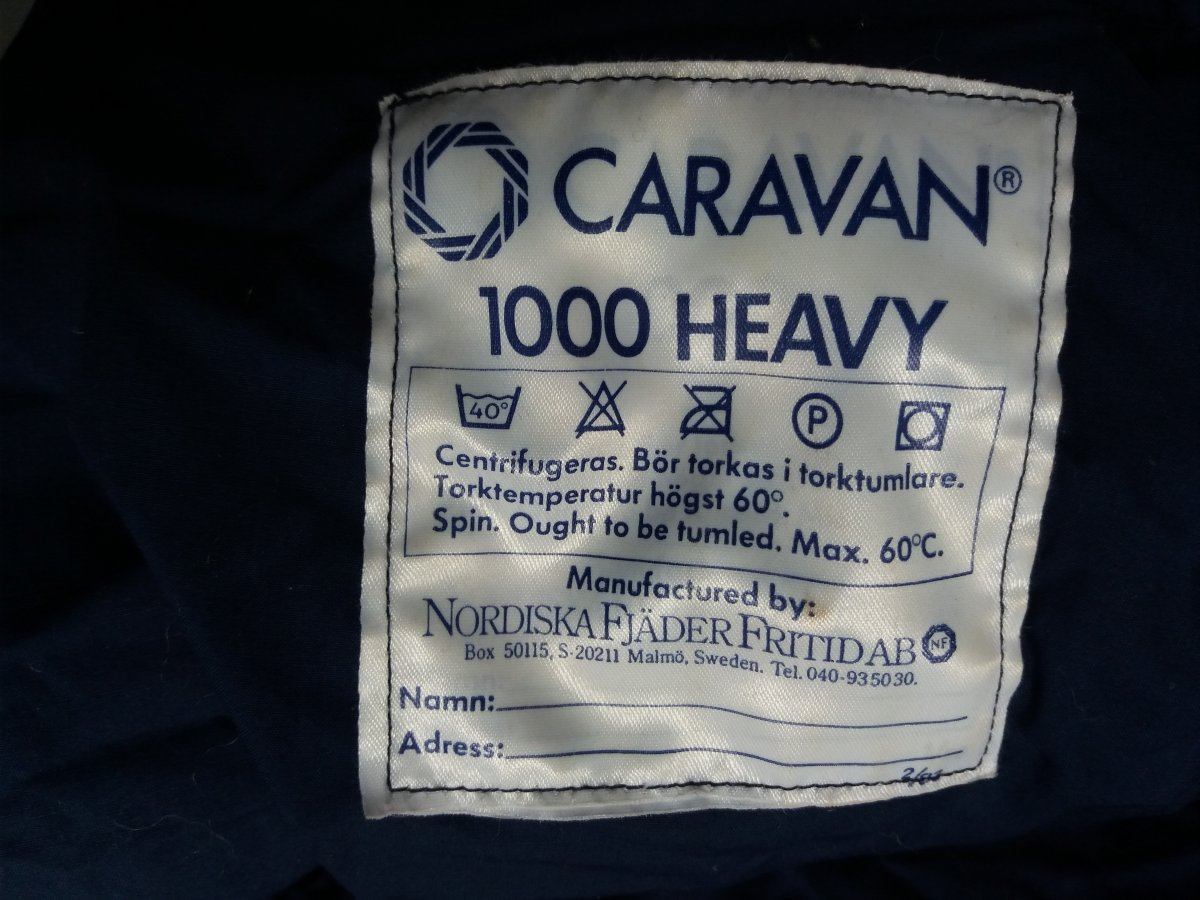 CARAVAN®
1000 HEAVY
40°
P
Centrifugeras. Bör torkas i torktumlare.
Torktemperatur högst 60°.
Spin. Ought to be tumled. Max. 60°C.
Manufactured by:
NORDISKA FJÄDER FRITID AB NF
Box 50115, S-20211 Malmö, Sweden. Tel. 040-935030.
Namn:
Adress: